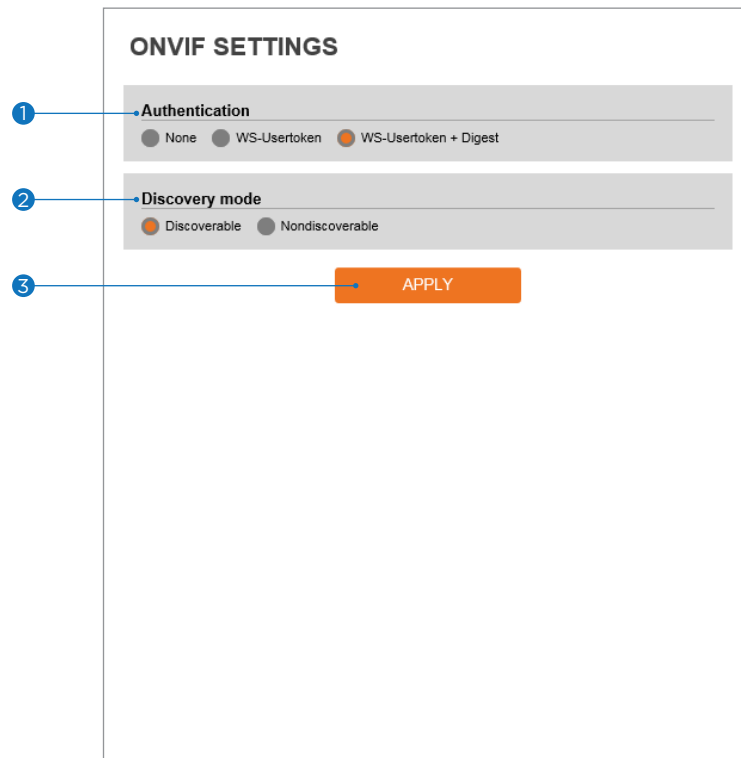 ONVIF SETTINGS
1
Authentication
None WS-Usertoken WS-Usertoken + Digest
2
Discovery mode
Discoverable Nondiscoverable
3
APPLY